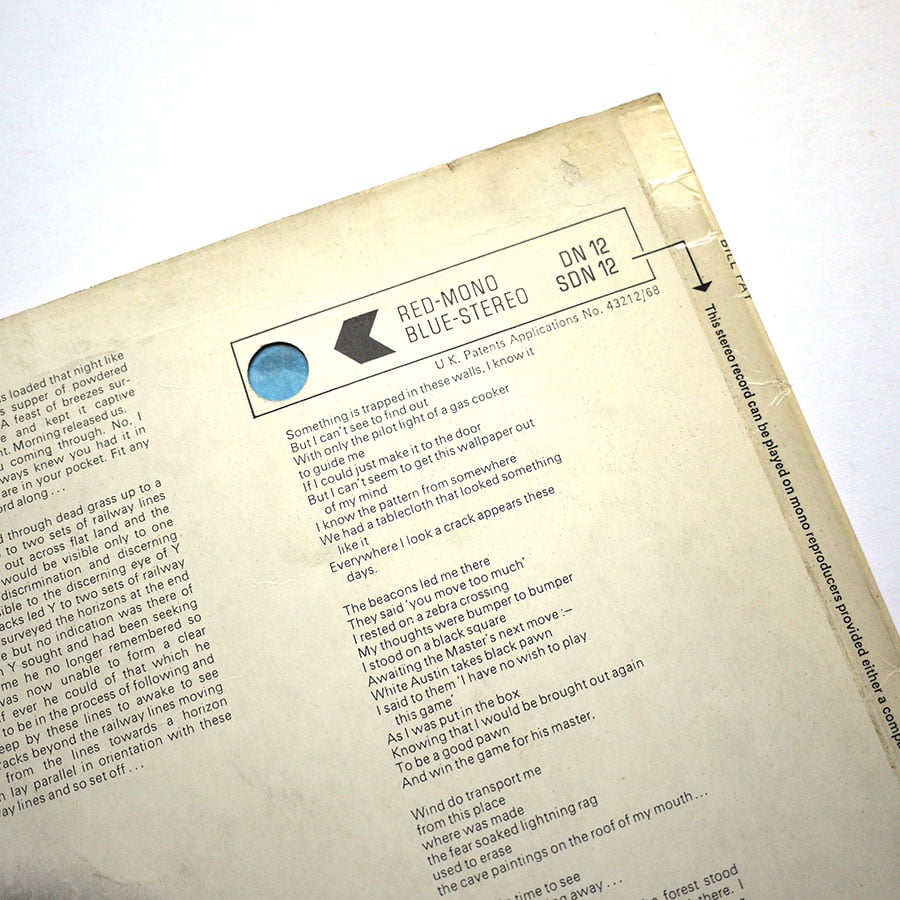 RED-MONO
BLUE-STEREO
DN 12
SDN 12
U.K. Patents Applications No. 43212/68
This stereo record can be played on mono reproducers provided either a
BILL
s loaded that night like
s supper of powdered
A feast of breezes sur-
e and kept it captive
nt. Morning released us.
u coming through. No, I
ways knew you had it in
are in your pocket. Fit any
ord along...
d through dead grass up to a
to two sets of railway lines
out across flat land and the
would be visible only to one
discrimination and discerning
sible to the discerning eye of Y
acks led Y to two sets of railway
surveyed the horizons at the end
e but no indication was there of
h Y sought and had been seeking
me he no longer remembered so
was now unable to form a clear
if ever he could of that which he
to be in the process of following and
eep by these lines to awake to see
racks beyond the railway lines moving
from the lines towards a horizon
h lay parallel in orientation with these
way lines and so set off...
Something is trapped in these walls, I know it
But I can't see to find out
With only the pilot light of a gas cooker
to guide me
If I could just make it to the door
But I can't seem to get this wallpaper out
of my mind
I know the pattern from somewhere
We had a tablecloth that looked something
like it
Everywhere I look a crack appears these
days.
The beacons led me there
They said 'you move too much'
I rested on a zebra crossing
My thoughts were bumper to bumper
I stood on a black square
Awaiting the Master's next move:—
White Austin takes black pawn
I said to them 'I have no wish to play
this game'
As I was put in the box
Knowing that I would be brought out again
To be a good pawn
And win the game for his master.
Wind do transport me
from this place
where was made
the fear soaked lightning rag
used to erase
the cave paintings on the roof of my mouth...
time to see
ing away...
the forest stood
there. I